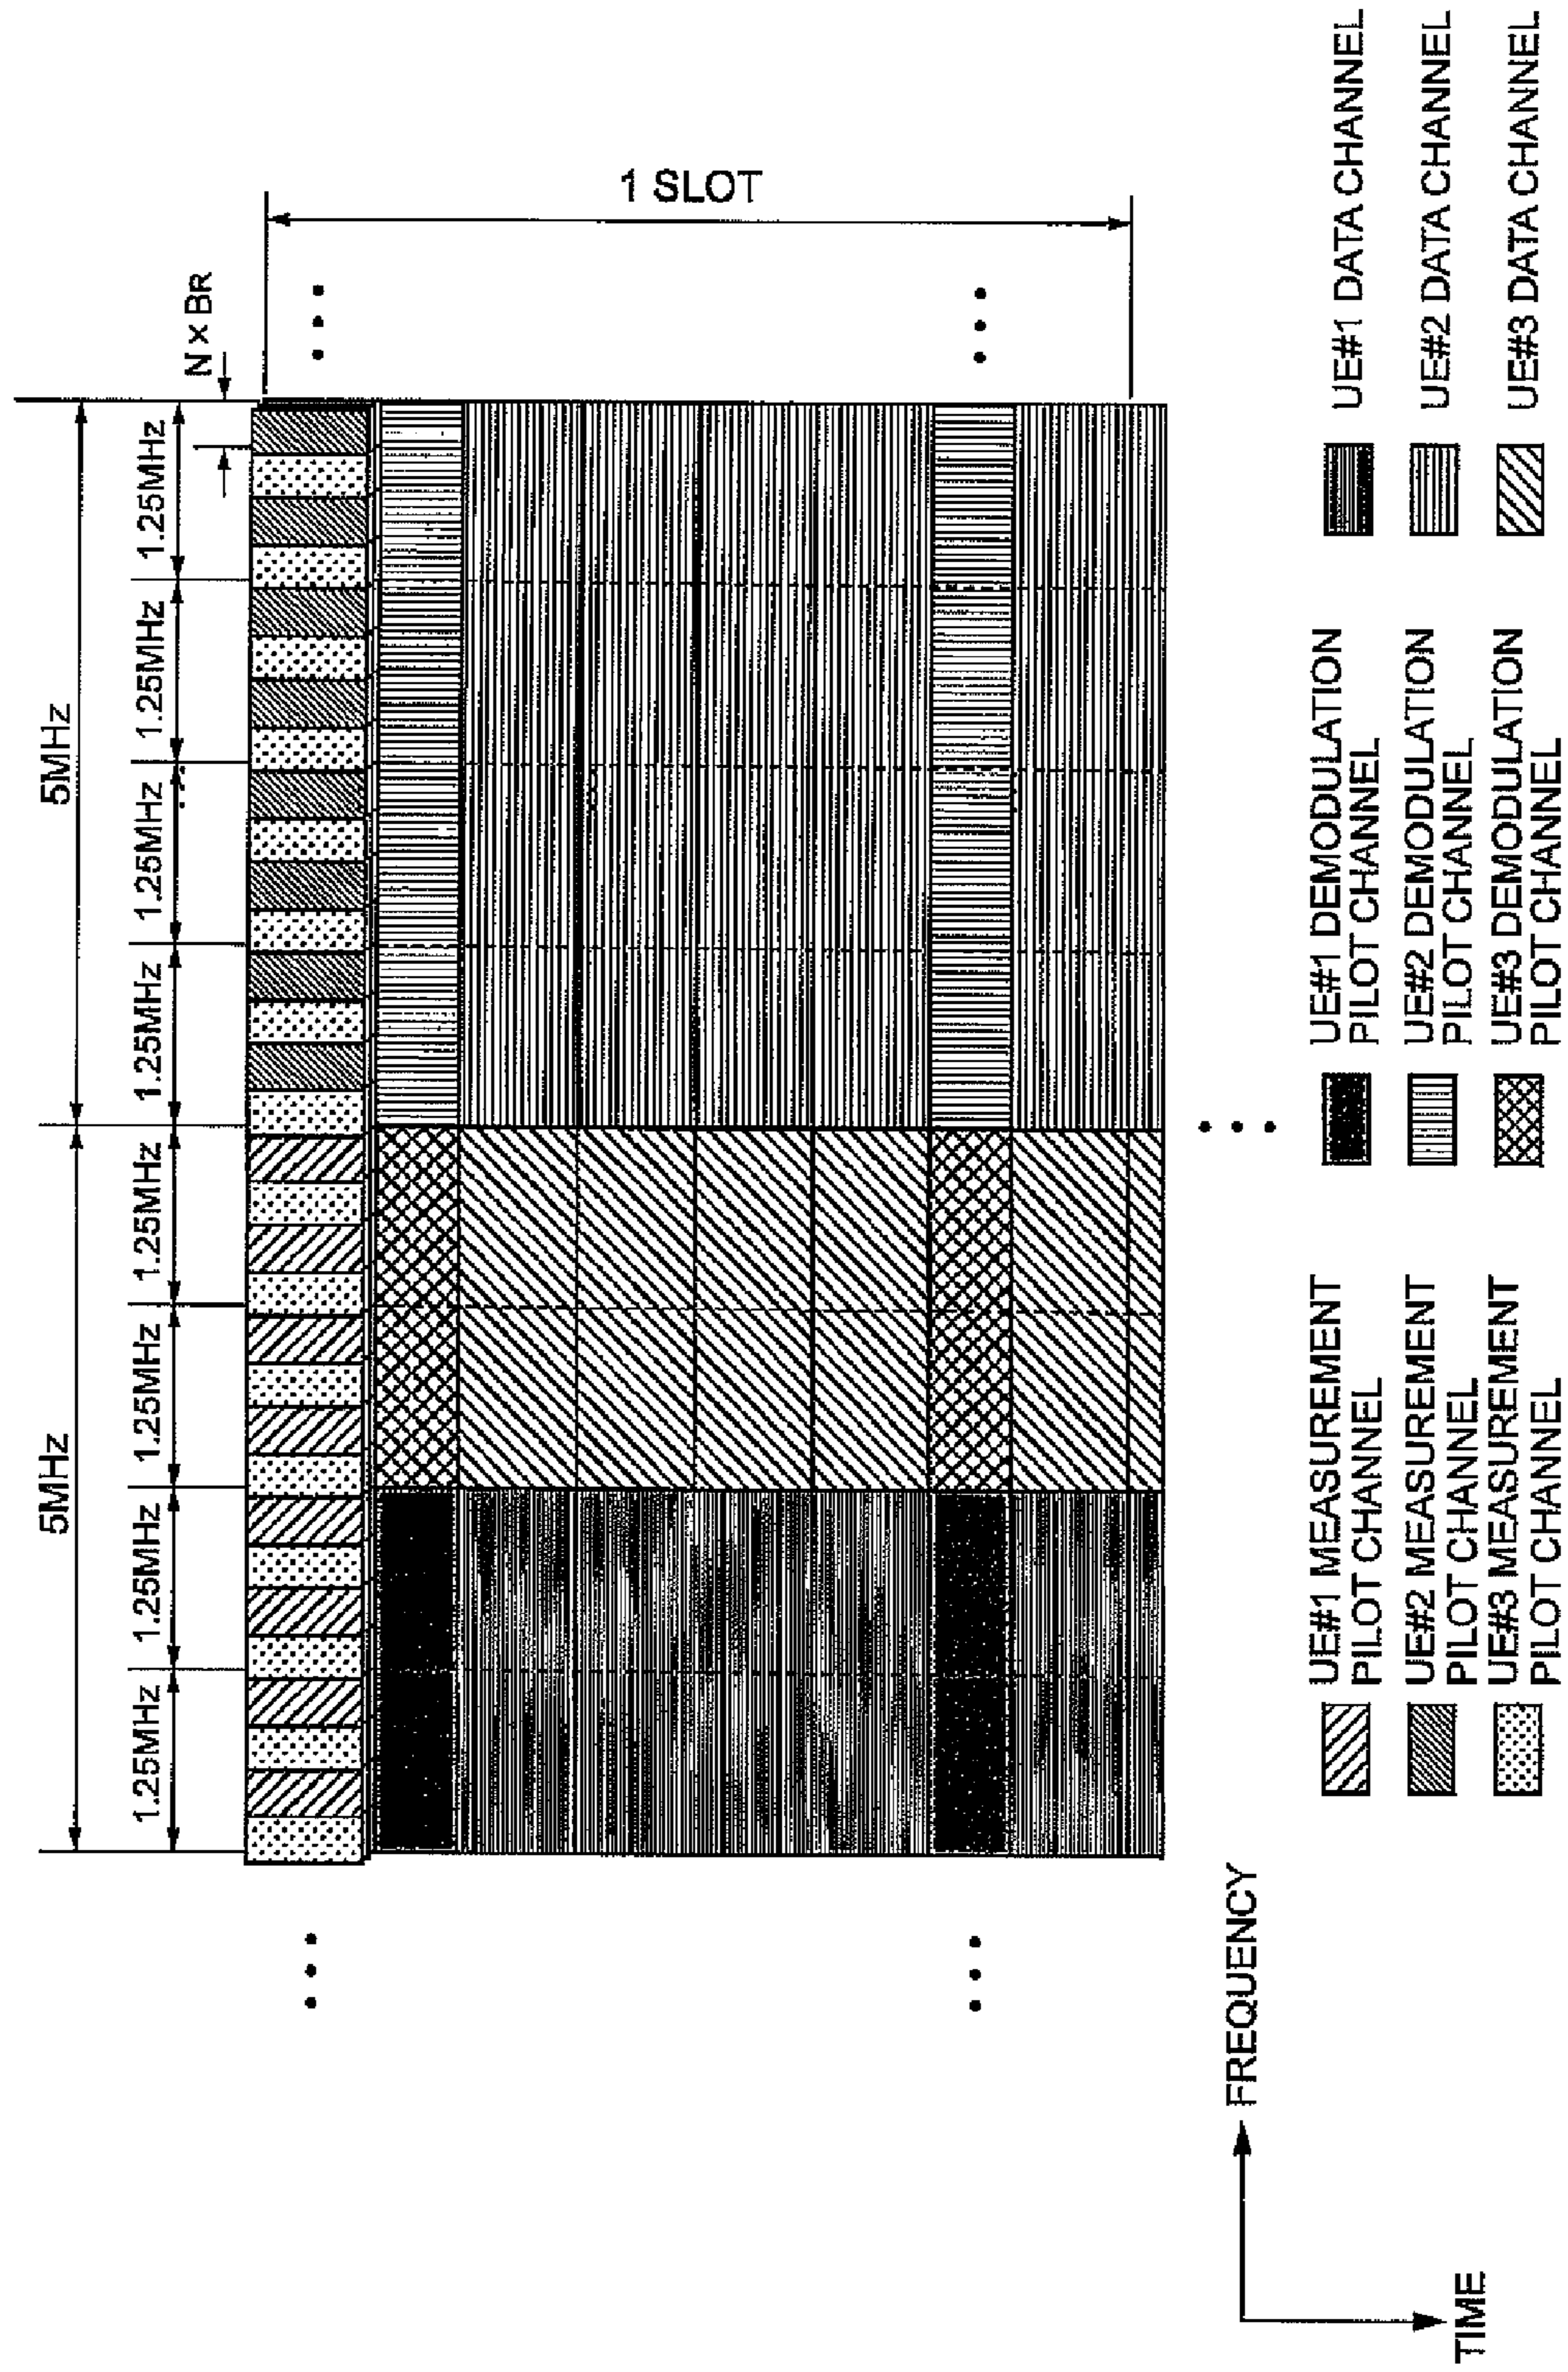 5MHz
5MHz
1.25MHz
1.25MHz
1.25MHz
1.25MHz
1.25MHz
1.25MHz
1.25MHz
1.25MHz
N×BR
1 SLOT
FREQUENCY
TIME
UE#1 MEASUREMENT
PILOT CHANNEL
UE#2 MEASUREMENT
PILOT CHANNEL
UE#3 MEASUREMENT
PILOT CHANNEL
UE#1 DEMODULATION
PILOT CHANNEL
UE#2 DEMODULATION
PILOT CHANNEL
UE#3 DEMODULATION
PILOT CHANNEL
UE#1 DATA CHANNEL
UE#2 DATA CHANNEL
UE#3 DATA CHANNEL